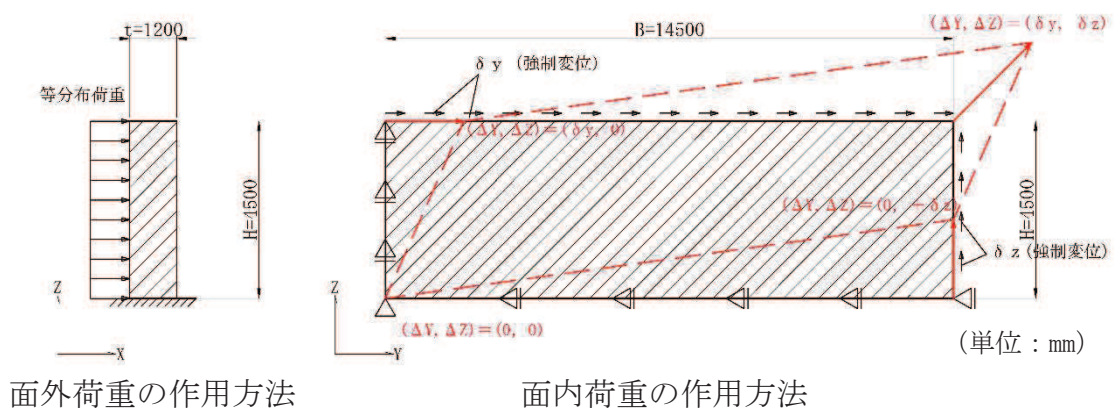 t=1200
等分布荷重
H=4500
Z
X
面外荷重の作用方法
B=14500
(ΔY, ΔZ)=(δy, δz)
δy (強制変位)
(ΔY, ΔZ)=(δy, 0)
(ΔY, ΔZ)=(0, -δz)
H=4500
δz(強制変位)
Z
Y
(ΔY, ΔZ)=(0, 0)
(単位:mm)
面内荷重の作用方法